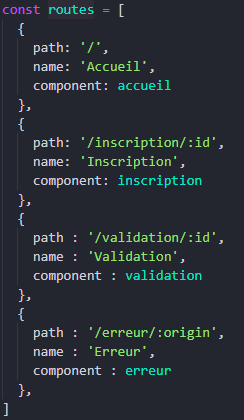 const routes = [
  {
    path: '/',
    name: 'Accueil',
    component: accueil
  },
  {
    path: '/inscription/:id',
    name: 'Inscription',
    component: inscription
  },
  {
    path : '/validation/:id',
    name : 'Validation',
    component : validation
  },
  {
    path : '/erreur/:origin',
    name : 'Erreur',
    component : erreur
  },
]